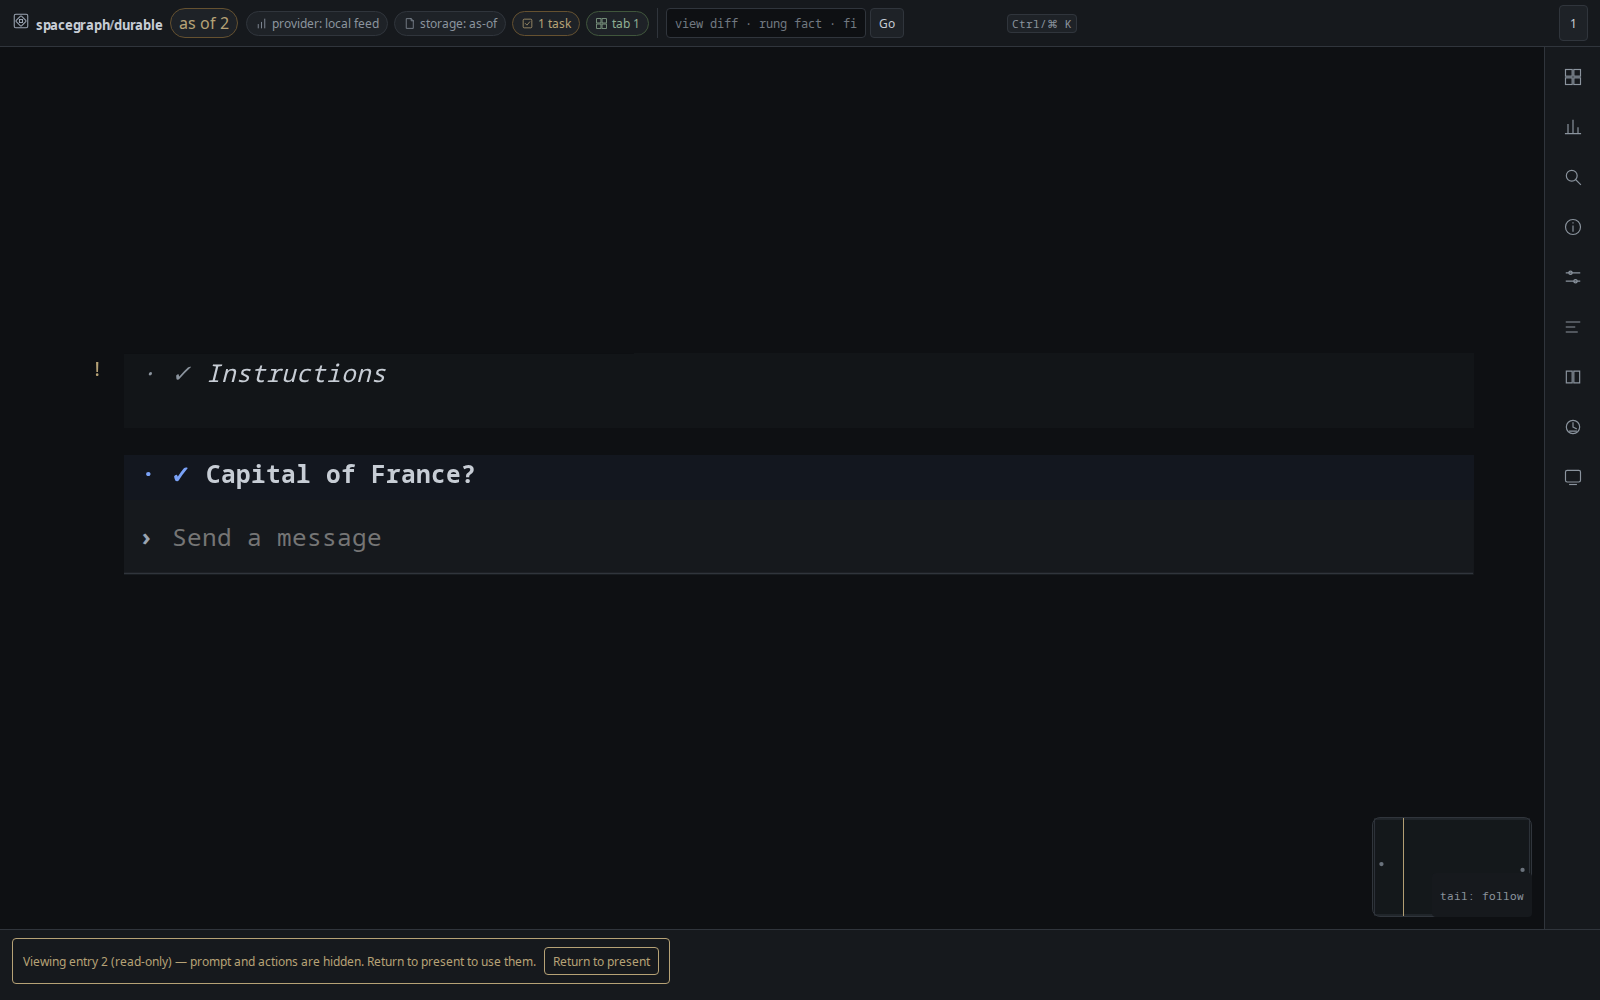 spacegraph/durable as of 2 provider: local feed storage: as-of 1 task tab 1 view diff · rung fact · fi Go Ctrl/⌘ K 1
! · ✓ Instructions
· ✓ Capital of France?
› Send a message
tail: follow
Viewing entry 2 (read-only) — prompt and actions are hidden. Return to present to use them. Return to present